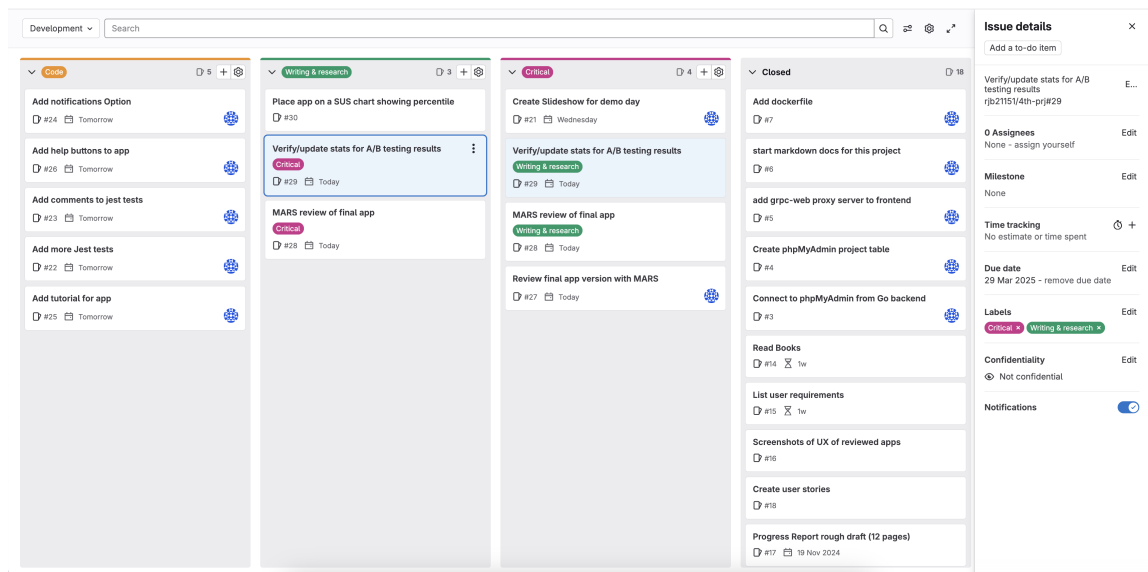 Development
Search
Code
5
Add notifications Option
#24 Tomorrow
Add help buttons to app
#26 Tomorrow
Add comments to jest tests
#23 Tomorrow
Add more Jest tests
#22 Tomorrow
Add tutorial for app
#25 Tomorrow
Writing & research
3
Place app on a SUS chart showing percentile
#30
Verify/update stats for A/B testing results
Critical
#29 Today
MARS review of final app
Critical
#28 Today
Critical
4
Create Slideshow for demo day
#21 Wednesday
Verify/update stats for A/B testing results
Writing & research
#29 Today
MARS review of final app
Writing & research
#28 Today
Review final app version with MARS
#27 Today
Closed
18
Add dockerfile
#7
start markdown docs for this project
#6
add grpc-web proxy server to frontend
#5
Create phpMyAdmin project table
#4
Connect to phpMyAdmin from Go backend
#3
Read Books
#14 1w
List user requirements
#15 1w
Screenshots of UX of reviewed apps
#16
Create user stories
#18
Progress Report rough draft (12 pages)
#17 19 Nov 2024
Issue details
Add a to-do item
Verify/update stats for A/B
testing results
E...
rjb21151/4th-prj#29
0 Assignees Edit
None - assign yourself
Milestone Edit
None
Time tracking
No estimate or time spent
Due date Edit
29 Mar 2025 - remove due date
Labels Edit
Critical × Writing & research ×
Confidentiality Edit
Not confidential
Notifications